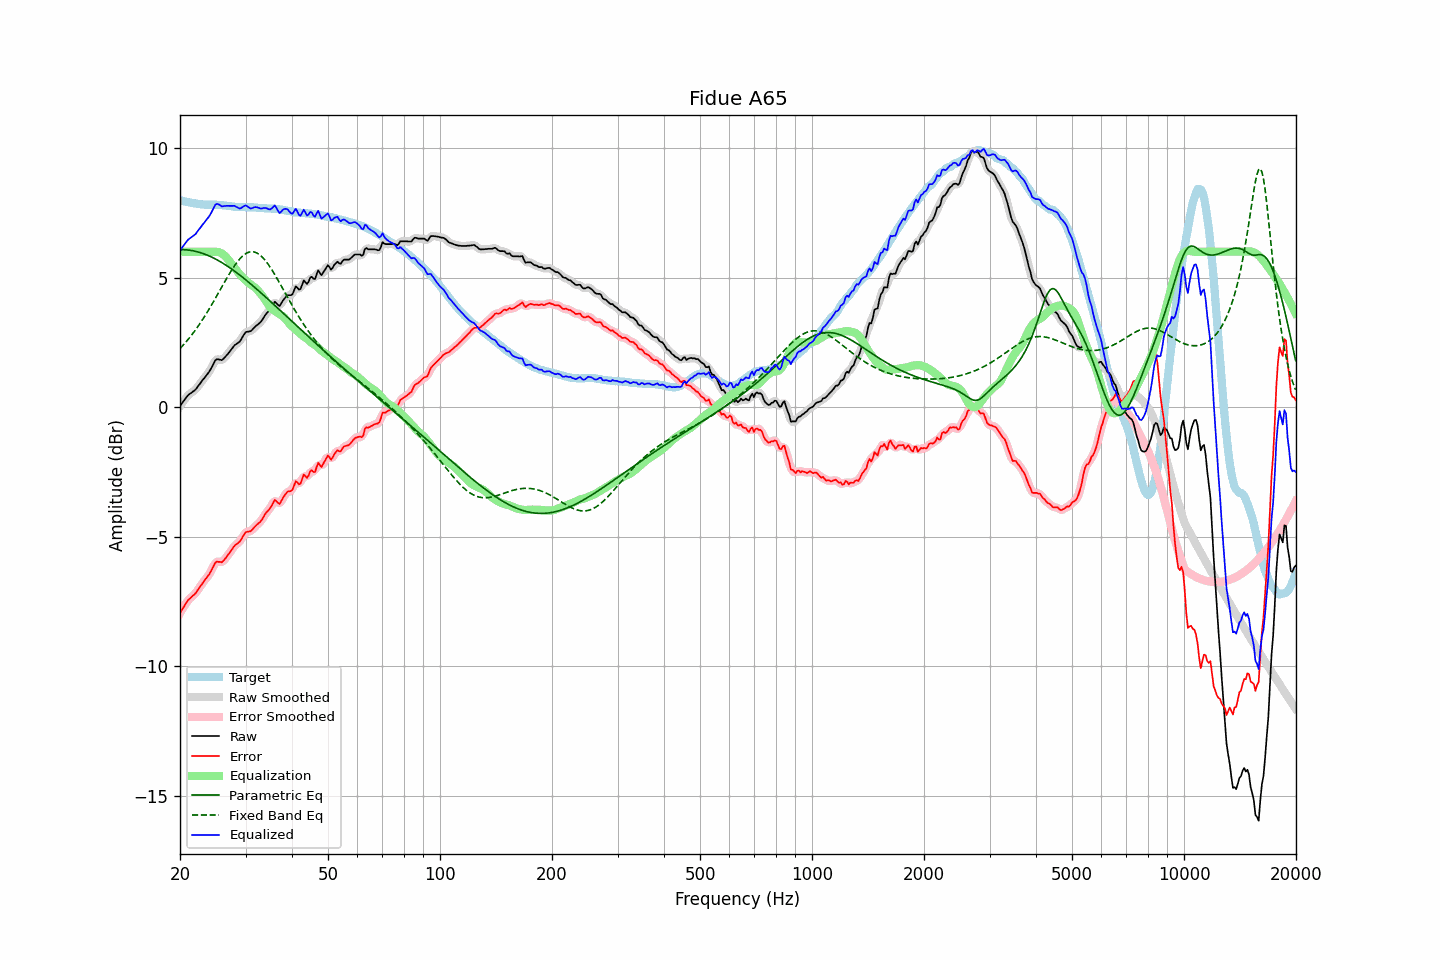 Fidue A65
Amplitude (dBr)
10
5
0
−5
−10
−15
Target
Raw Smoothed
Error Smoothed
Raw
Error
Equalization
Parametric Eq
Fixed Band Eq
Equalized
20
50
100
200
500
1000
2000
5000
10000
20000
Frequency (Hz)